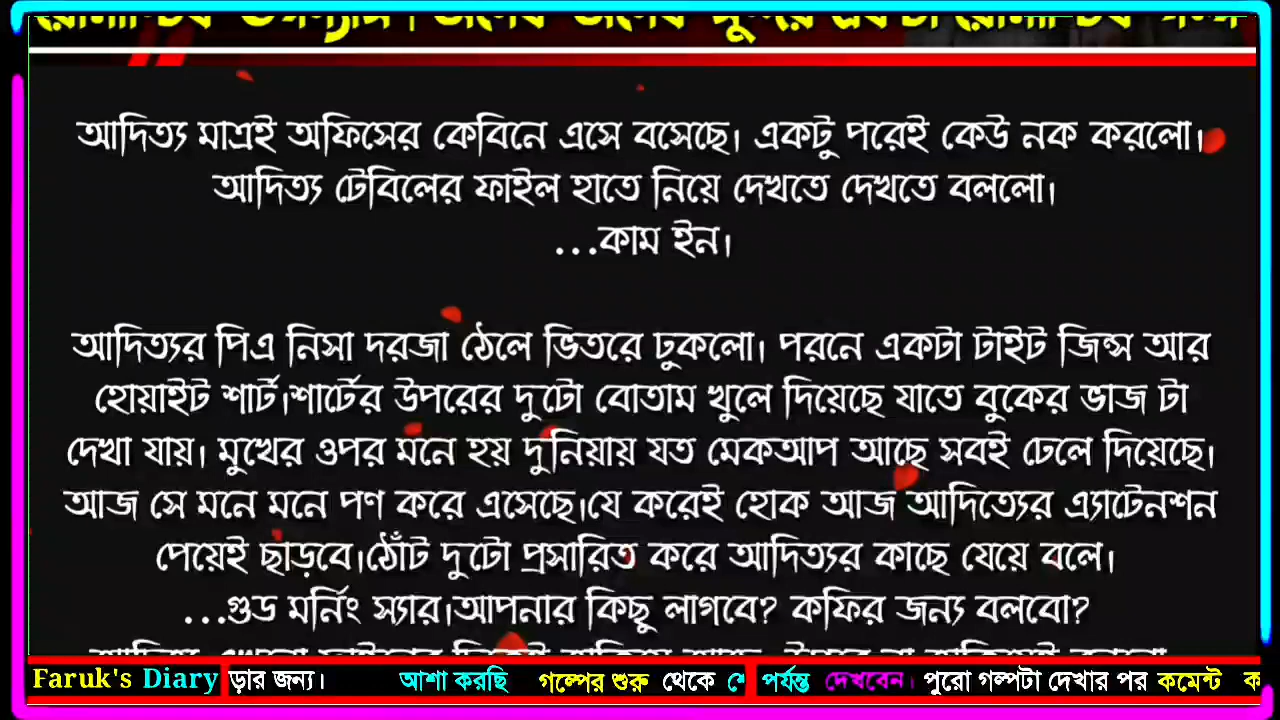 আদিত্য মাত্রই অফিসের কেবিনে এসে বসেছে। একটু পরেই কেউ নক করলো।
আদিত্য টেবিলের ফাইল হাতে নিয়ে দেখতে দেখতে বললো।
...কাম ইন।
আদিত্যর পিএ নিসা দরজা ঠেলে ভিতরে ঢুকলো। পরনে একটা টাইট জিন্স আর
হোয়াইট শার্ট।শার্টের উপরের দুটো বোতাম খুলে দিয়েছে যাতে বুকের ভাজ টা
দেখা যায়। মুখের ওপর মনে হয় দুনিয়ায় যত মেকআপ আছে সবই ঢেলে দিয়েছে।
আজ সে মনে মনে পণ করে এসেছে।যে করেই হোক আজ আদিত্যের এ্যাটেনশন
পেয়েই ছাড়বে।ঠোঁট দুটো প্রসারিত করে আদিত্যর কাছে যেয়ে বলে।
...গুড মর্নিং স্যার।আপনার কিছু লাগবে? কফির জন্য বলবো?
Faruk's Diary ড়ার জন্য। আশা করছি গল্পের শুরু থেকে পর্যন্ত দেখবেন। পুরো গল্পটা দেখার পর কমেন্ট